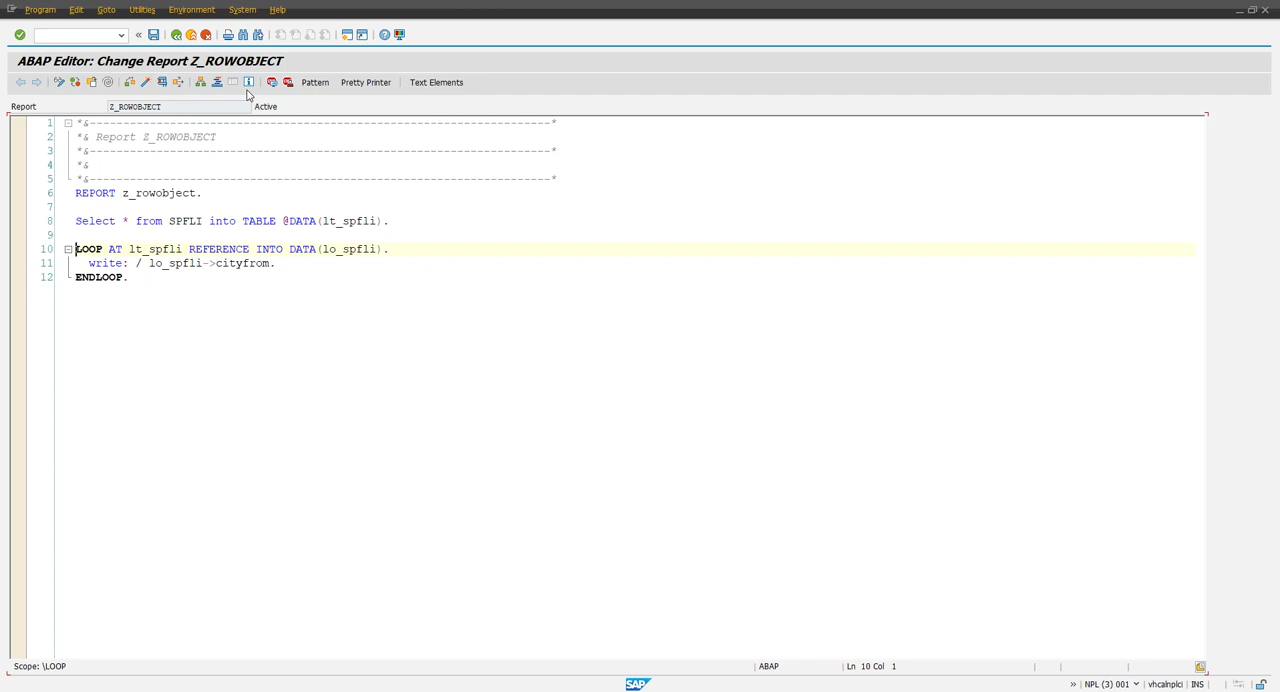 Program Edit Goto Utilities Environment System Help
ABAP Editor: Change Report Z_ROWOBJECT
Pattern Pretty Printer Text Elements
Report Z_ROWOBJECT Active
1 *&---------------------------------------------------------------------*
2 *& Report Z_ROWOBJECT
3 *&---------------------------------------------------------------------*
4 *&
5 *&---------------------------------------------------------------------*
6 REPORT z_rowobject.
7
8 Select * from SPFLI into TABLE @DATA(lt_spfli).
9
10 LOOP AT lt_spfli REFERENCE INTO DATA(lo_spfli).
11 write: / lo_spfli->cityfrom.
12 ENDLOOP.
Scope: \LOOP ABAP Ln 10 Col 1
SAP » NPL (3) 001 vhcalnplci INS